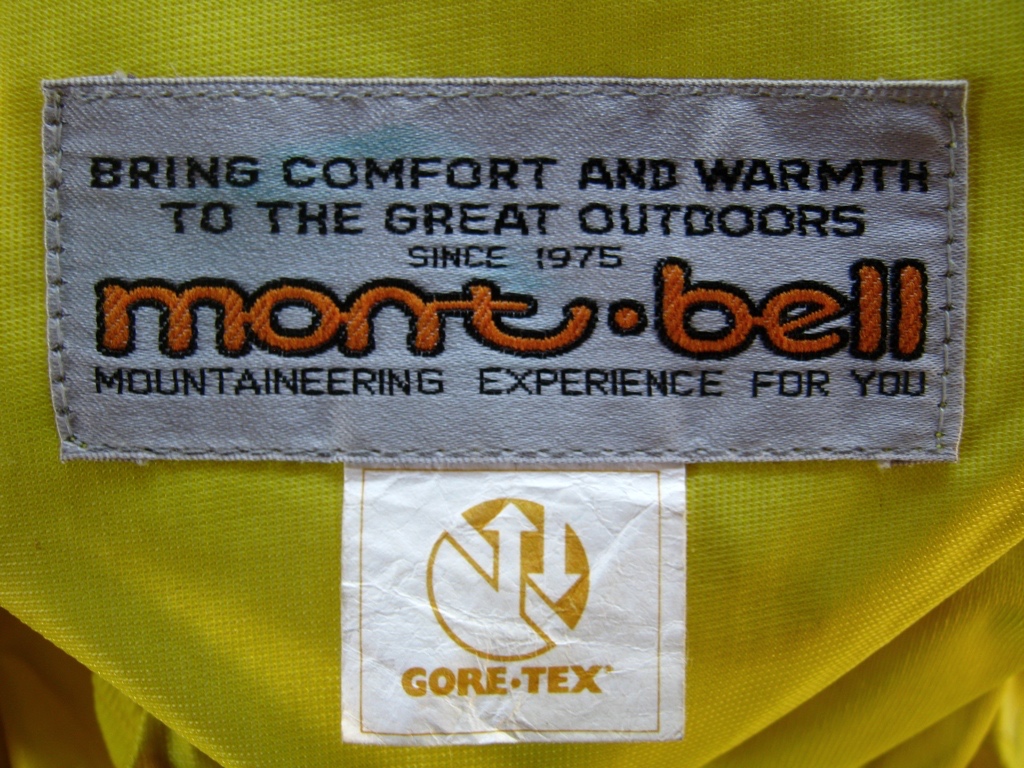 BRING COMFORT AND WARMTH
TO THE GREAT OUTDOORS
SINCE 1975
mont·bell
MOUNTAINEERING EXPERIENCE FOR YOU
GORE·TEX